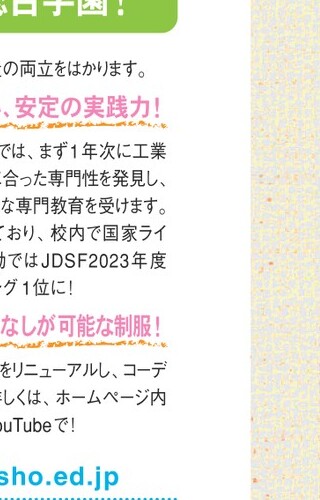 総合学園！
の両立をはかります。
、安定の実践力！
では、まず1年次に工業
合った専門性を発見し、
な専門教育を受けます。
ており、校内で国家ライ
動ではJDSF2023年度
グ1位に！
なしが可能な制服！
をリニューアルし、コーデ
しくは、ホームページ内
ouTubeで！
sho.ed.jp